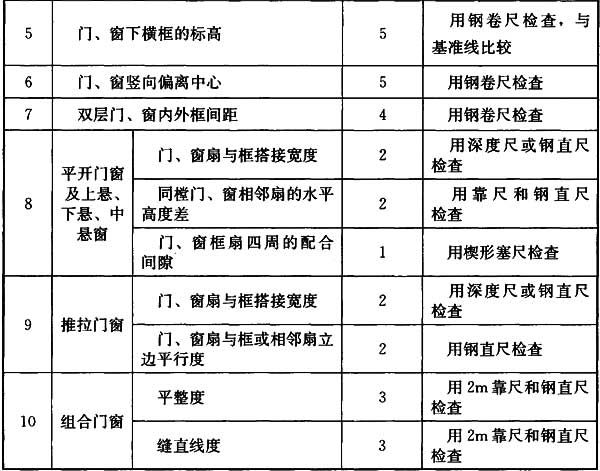 5 门、窗下横框的标高 5 用钢卷尺检查，与
基准线比较
6 门、窗竖向偏离中心 5 用钢卷尺检查
7 双层门、窗内外框间距 4 用钢卷尺检查
8 平开门窗
及上悬、
下悬、中
悬窗
门、窗扇与框搭接宽度 2 用深度尺或钢直尺
检查
同樘门、窗相邻扇的水平
高度差 2 用靠尺和钢直尺
检查
门、窗框扇四周的配合
间隙 1 用楔形塞尺检查
9 推拉门窗
门、窗扇与框搭接宽度 2 用深度尺或钢直尺
检查
门、窗扇与框或相邻扇立
边平行度 2 用钢直尺检查
10 组合门窗
平整度 3 用2m靠尺和钢直尺
检查
缝直线度 3 用2m靠尺和钢直尺
检查